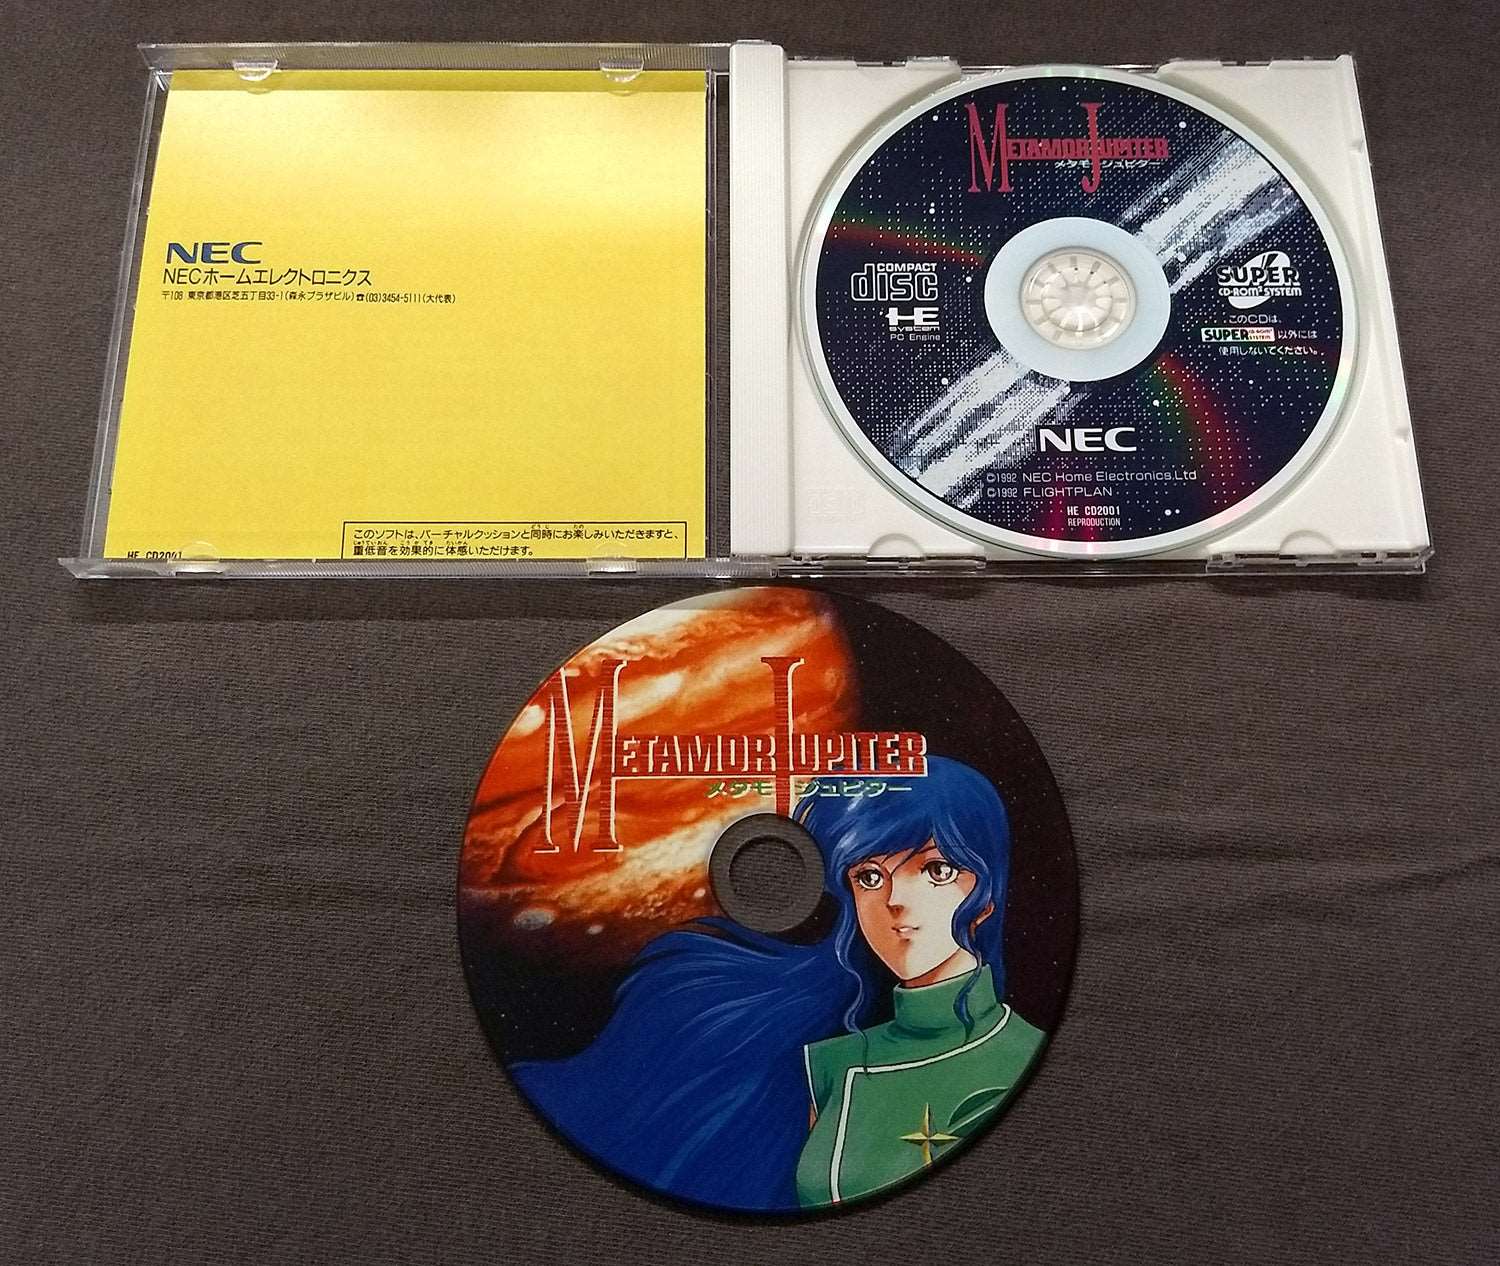 NEC
NECホームエレクトロニクス
〒108 東京都港区芝五丁目33-1(森永プラザビル)☎(03)3454-5111(大代表)
このソフトは、バーチャルクッションと同時にお楽しみいただきますと、
重低音を効果的に体感いただけます。
HE CD2001
METAMOR JUPITER
メタモ ジュピター
COMPACT
disc
HE
system
PC Engine
SUPER
CD-ROM² SYSTEM
このCDは、
SUPER CD-ROM² SYSTEM 以外には
使用しないでください。
NEC
©1992 NEC Home Electronics,Ltd
©1992 FLIGHTPLAN
HE CD2001
REPRODUCTION
METAMOR JUPITER
メタモ ジュピター